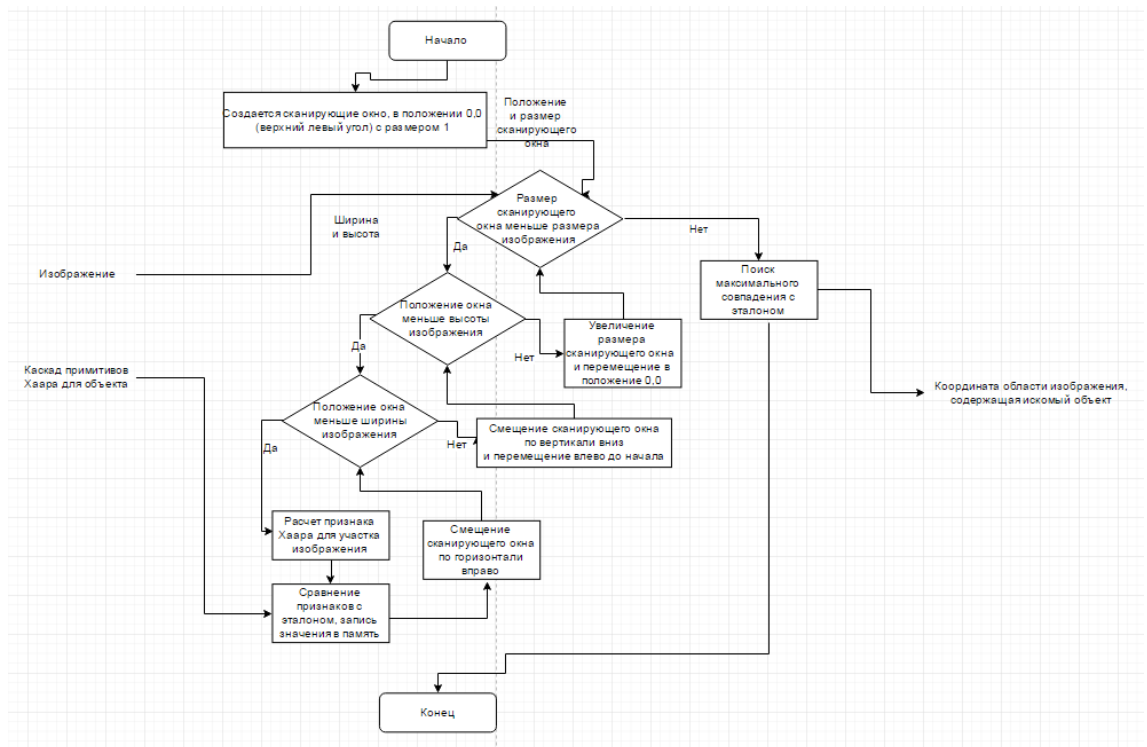 Начало
Создается сканирующие окно, в положении 0,0
(верхний левый угол) с размером 1
Положение
и размер
сканирующего
окна
Размер
сканирующего
окна меньше размера
изображения
Ширина
и высота
Нет
Да
Изображение
Поиск
максимального
совпадения с
эталоном
Положение окна
меньше высоты
изображения
Увеличение
размера
сканирующего окна
и перемещение в
положение 0,0
Да
Нет
Каскад примитивов
Хаара для объекта
Координата области изображения,
содержащая искомый объект
Положение окна
меньше ширины
изображения
Смещение сканирующего окна
по вертикали вниз
и перемещение влево до начала
Да
Нет
Расчет признака
Хаара для участка
изображения
Смещение
сканирующего окна
по горизонтали
вправо
Сравнение
признаков с
эталоном, запись
значения в память
Конец